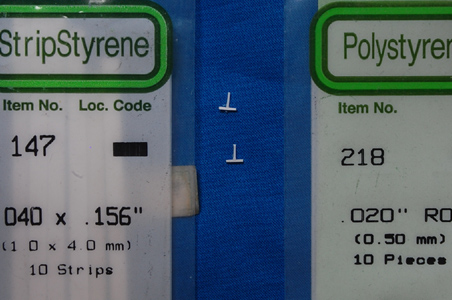 StripStyrene
Item No. Loc. Code
147
040 x .156"
(1 0 x 4.0 mm)
10 Strips
Polystyren
Item No.
218
.020" RO
(0.50 mm)
10 Pieces